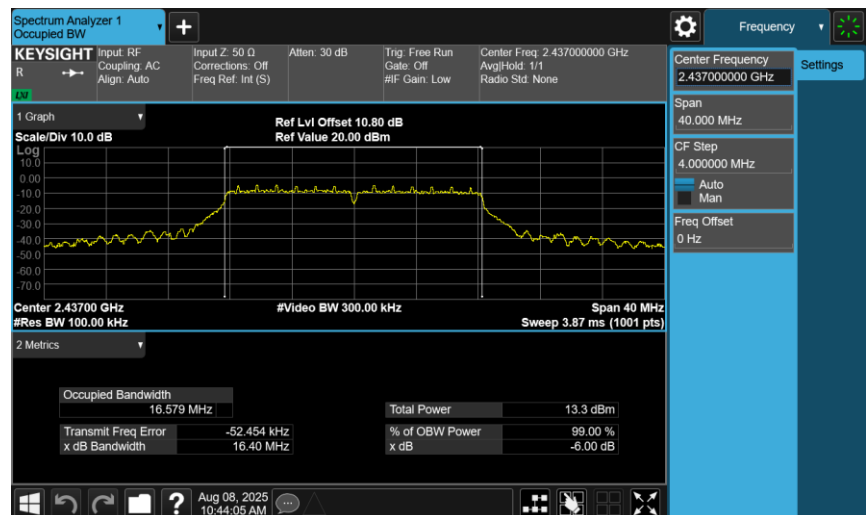 Spectrum Analyzer 1
Occupied BW
Frequency
KEYSIGHT
R
LXI
Input: RF
Coupling: AC
Align: Auto
Input Z: 50 Ω
Corrections: Off
Freq Ref: Int (S)
Atten: 30 dB
Trig: Free Run
Gate: Off
#IF Gain: Low
Center Freq: 2.437000000 GHz
Avg|Hold: 1/1
Radio Std: None
Center Frequency
2.437000000 GHz
Settings
Span
40.000 MHz
CF Step
4.000000 MHz
Auto
Man
Freq Offset
0 Hz
1 Graph
Scale/Div 10.0 dB
Ref Lvl Offset 10.80 dB
Ref Value 20.00 dBm
Log
10.0
0.00
-10.0
-20.0
-30.0
-40.0
-50.0
-60.0
-70.0
Center 2.43700 GHz
#Video BW 300.00 kHz
Span 40 MHz
#Res BW 100.00 kHz
Sweep 3.87 ms (1001 pts)
2 Metrics
Occupied Bandwidth
16.579 MHz
Total Power 13.3 dBm
Transmit Freq Error -52.454 kHz
% of OBW Power 99.00 %
x dB Bandwidth 16.40 MHz
x dB -6.00 dB
Aug 08, 2025
10:44:05 AM